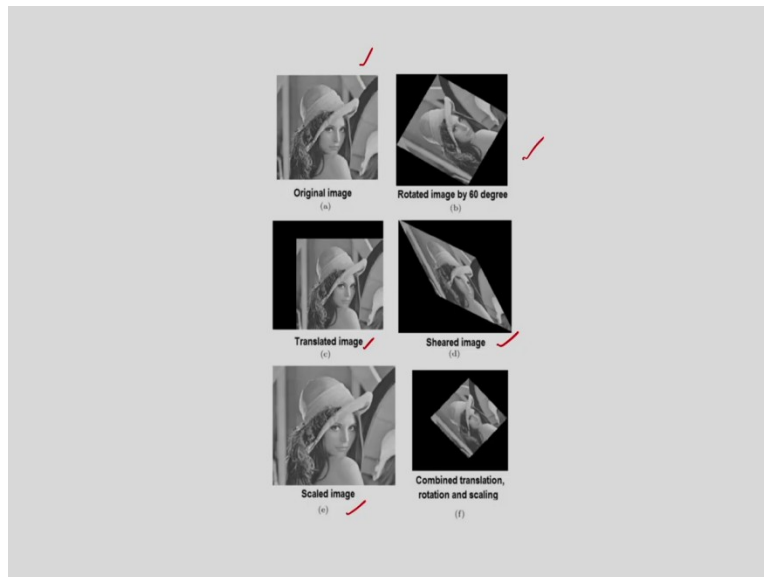 Original image
(a)
Rotated image by 60 degree
(b)
Translated image
(c)
Sheared image
(d)
Scaled image
(e)
Combined translation,
rotation and scaling
(f)